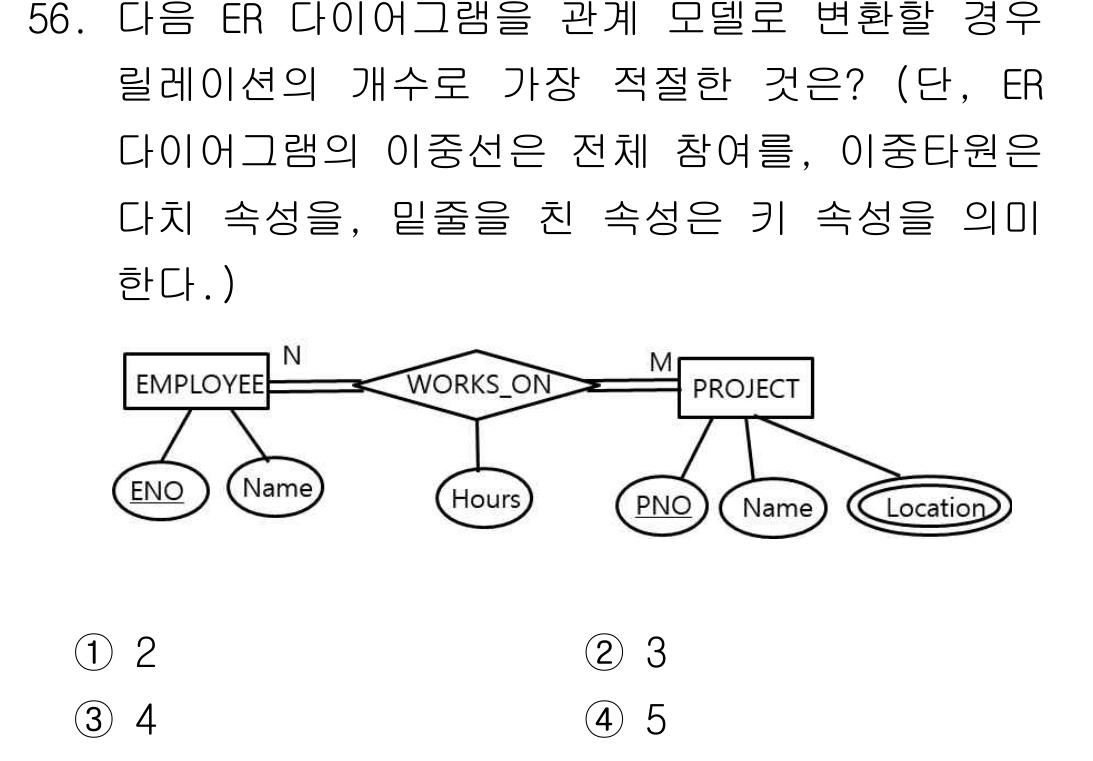 56. 다음 ER 다이어그램을 관계 모델로 변환할 경우
릴레이션의 개수로 가장 적절한 것은? (단, ER
다이어그램의 이중선은 전체 참여를, 이중타원은
다치 속성을, 밑줄을 친 속성은 키 속성을 의미
한다.)
N
M
EMPLOYEE
WORKS_ON
PROJECT
ENO
Name
Hours
PNO
Name
Location
① 2
② 3
③ 4
④ 5